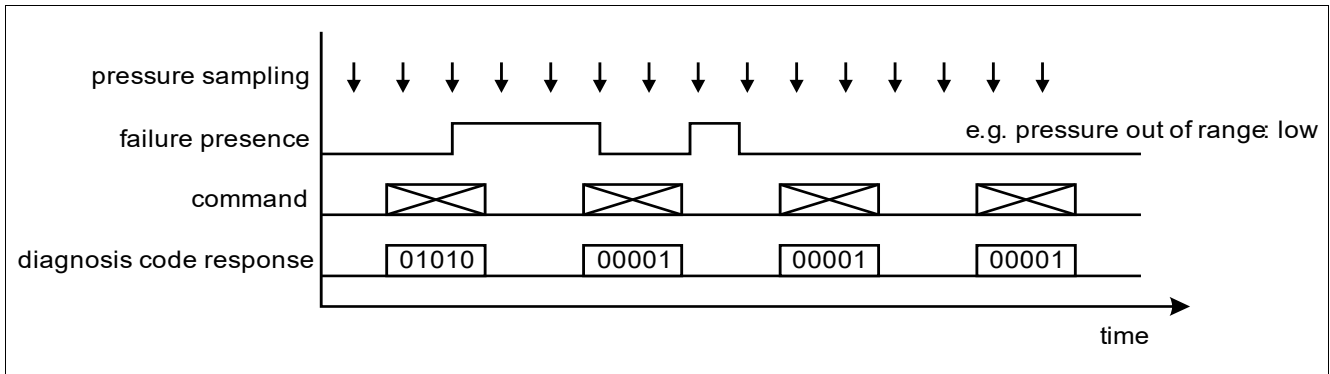 pressure sampling
failure presence
e.g. pressure out of range: low
command
diagnosis code response
01010
00001
00001
00001
time